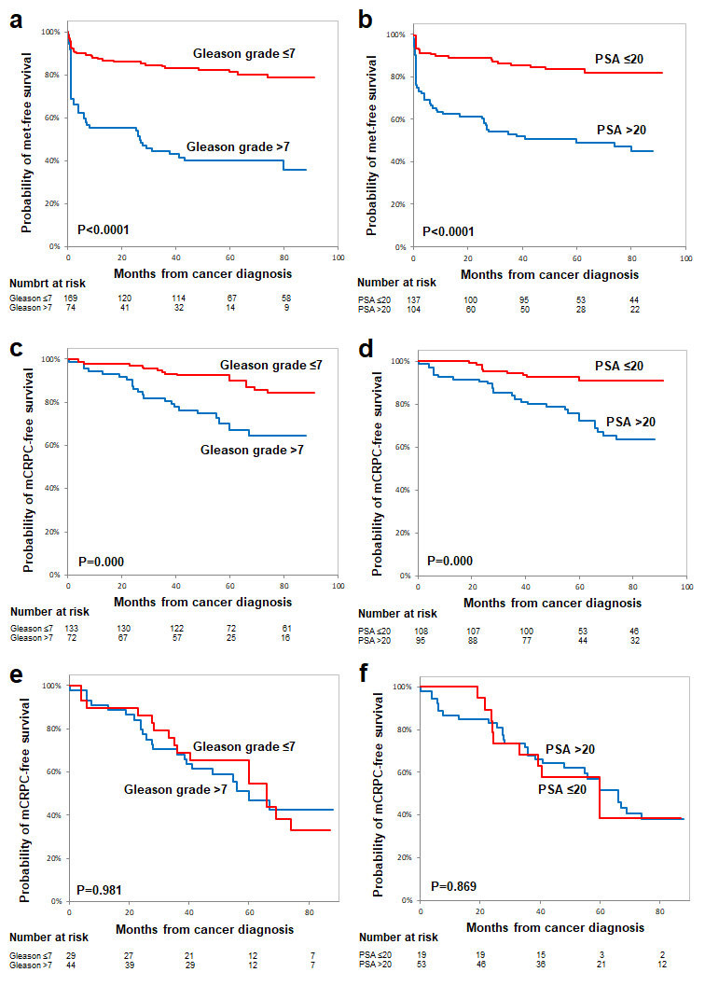 a
Probability of met-free survival
100%
80%
60%
40%
20%
0%
Gleason grade ≤7
Gleason grade >7
P<0.0001
0 20 40 60 80 100
Months from cancer diagnosis
Numbrt at risk
Gleason ≤7 169 120 114 67 58
Gleason >7 74 41 32 14 9
b
Probability of met-free survival
100%
80%
60%
40%
20%
0%
PSA ≤20
PSA >20
P<0.0001
0 20 40 60 80 100
Months from cancer diagnosis
Number at risk
PSA ≤20 137 100 95 53 44
PSA >20 104 60 50 28 22
c
Probability of mCRPC-free survival
100%
80%
60%
40%
20%
0%
Gleason grade ≤7
Gleason grade >7
P=0.000
0 20 40 60 80 100
Months from cancer diagnosis
Number at risk
Gleason ≤7 133 130 122 72 61
Gleason >7 72 67 57 25 16
d
Probability of mCRPC-free survival
100%
80%
60%
40%
20%
0%
PSA ≤20
PSA >20
P=0.000
0 20 40 60 80 100
Months from cancer diagnosis
Number at risk
PSA ≤20 108 107 100 53 46
PSA >20 95 88 77 44 32
e
Probability of mCRPC-free survival
100%
80%
60%
40%
20%
0%
Gleason grade ≤7
Gleason grade >7
P=0.981
0 20 40 60 80
Months from cancer diagnosis
Number at risk
Gleason ≤7 29 27 21 12 7
Gleason >7 44 39 29 12 7
f
Probability of mCRPC-free survival
100%
80%
60%
40%
20%
0%
PSA >20
PSA ≤20
P=0.869
0 20 40 60 80
Months from cancer diagnosis
Number at risk
PSA ≤20 19 19 15 3 2
PSA >20 53 46 36 21 12